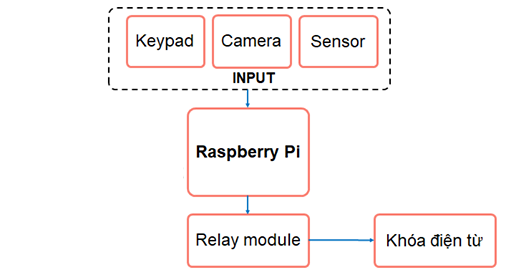 Keypad
Camera
Sensor
INPUT
Raspberry Pi
Relay module
Khóa điện từ